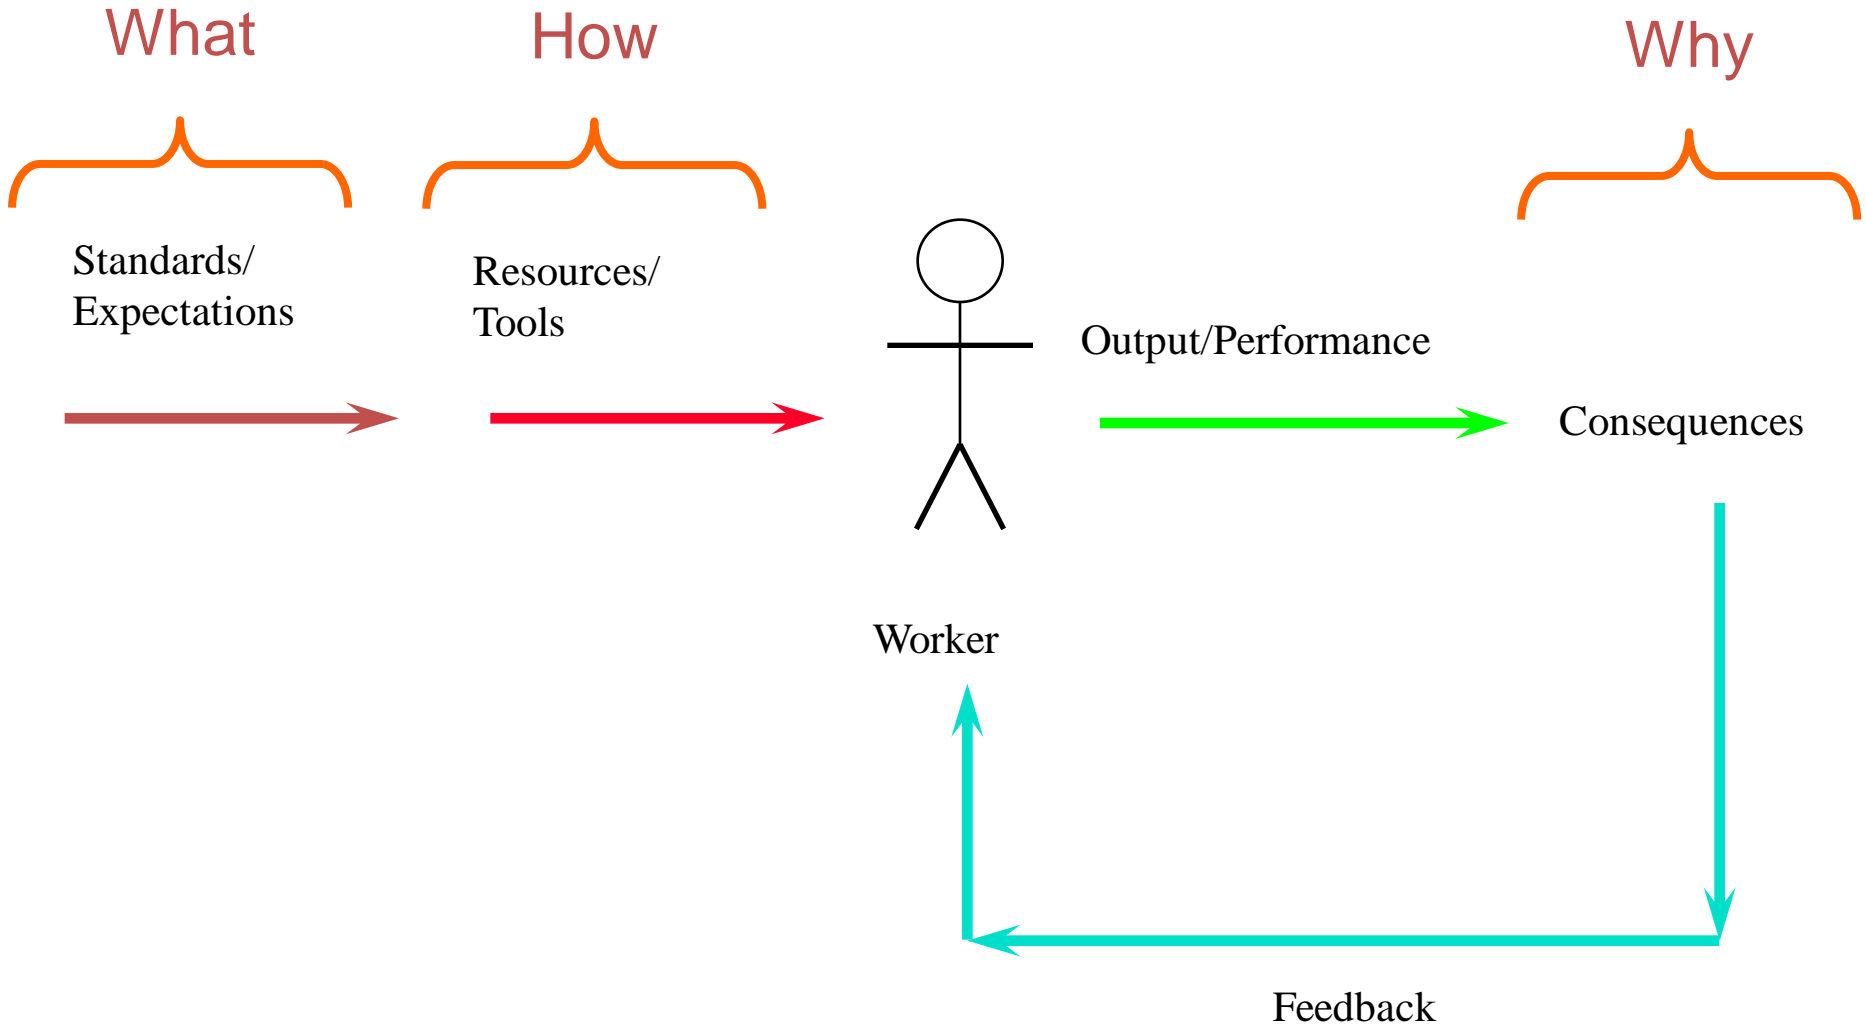 What
How
Why
Standards/
Expectations
Resources/
Tools
Output/Performance
Consequences
Worker
Feedback